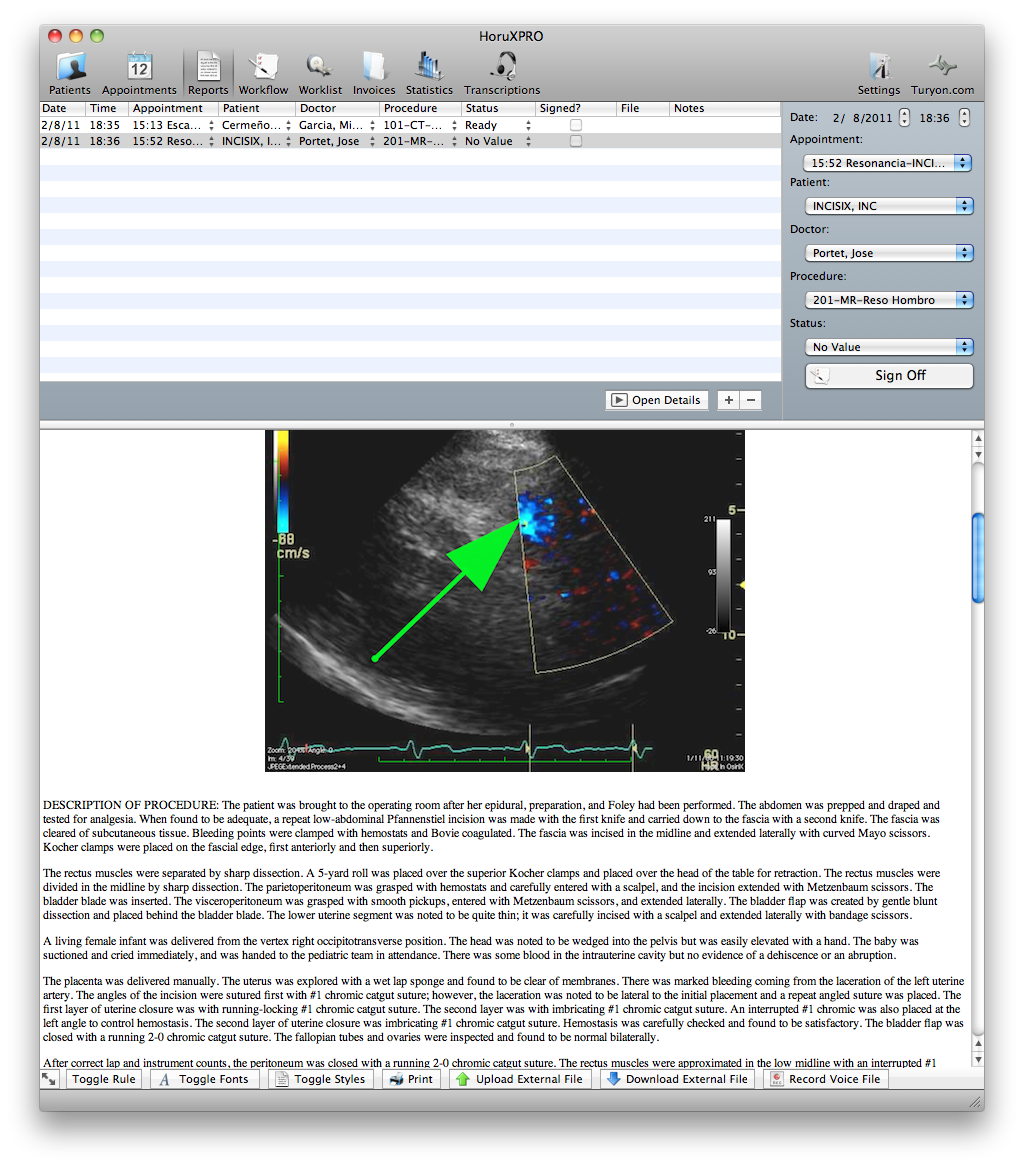 HoruXPRO
Patients Appointments Reports Workflow Worklist Invoices Statistics Transcriptions Settings Turyon.com
12
Date Time Appointment Patient Doctor Procedure Status Signed? File Notes
2/8/11 18:35 15:13 Esca... Cermeño... Garcia, Mi... 101-CT-... Ready
2/8/11 18:36 15:52 Reso... INCISIX, I... Portet, Jose 201-MR-... No Value
Date: 2/ 8/2011 18:36
Appointment:
15:52 Resonancia-INCI...
Patient:
INCISIX, INC
Doctor:
Portet, Jose
Procedure:
201-MR-Reso Hombro
Status:
No Value
Sign Off
Open Details + −
-68
cm/s
5
211
93
-26
10
Zoom: 204% Angle: 0
Im: 4/39
JPEGExtended:Process2+4
60
HR
1:19:30
In OsiriX
DESCRIPTION OF PROCEDURE: The patient was brought to the operating room after her epidural, preparation, and Foley had been performed. The abdomen was prepped and draped and
tested for analgesia. When found to be adequate, a repeat low-abdominal Pfannenstiel incision was made with the first knife and carried down to the fascia with a second knife. The fascia was
cleared of subcutaneous tissue. Bleeding points were clamped with hemostats and Bovie coagulated. The fascia was incised in the midline and extended laterally with curved Mayo scissors.
Kocher clamps were placed on the fascial edge, first anteriorly and then superiorly.
The rectus muscles were separated by sharp dissection. A 5-yard roll was placed over the superior Kocher clamps and placed over the head of the table for retraction. The rectus muscles were
divided in the midline by sharp dissection. The parietoperitoneum was grasped with hemostats and carefully entered with a scalpel, and the incision extended with Metzenbaum scissors. The
bladder blade was inserted. The visceroperitoneum was grasped with smooth pickups, entered with Metzenbaum scissors, and extended laterally. The bladder flap was created by gentle blunt
dissection and placed behind the bladder blade. The lower uterine segment was noted to be quite thin; it was carefully incised with a scalpel and extended laterally with bandage scissors.
A living female infant was delivered from the vertex right occipitotransverse position. The head was noted to be wedged into the pelvis but was easily elevated with a hand. The baby was
suctioned and cried immediately, and was handed to the pediatric team in attendance. There was some blood in the intrauterine cavity but no evidence of a dehiscence or an abruption.
The placenta was delivered manually. The uterus was explored with a wet lap sponge and found to be clear of membranes. There was marked bleeding coming from the laceration of the left uterine
artery. The angles of the incision were sutured first with #1 chromic catgut suture; however, the laceration was noted to be lateral to the initial placement and a repeat angled suture was placed. The
first layer of uterine closure was with running-locking #1 chromic catgut suture. The second layer was with imbricating #1 chromic catgut suture. An interrupted #1 chromic was also placed at the
left angle to control hemostasis. The second layer of uterine closure was imbricating #1 chromic catgut suture. Hemostasis was carefully checked and found to be satisfactory. The bladder flap was
closed with a running 2-0 chromic catgut suture. The fallopian tubes and ovaries were inspected and found to be normal bilaterally.
After correct lap and instrument counts, the peritoneum was closed with a running 2-0 chromic catgut suture. The rectus muscles were approximated in the low midline with an interrupted #1
Toggle Rule Toggle Fonts Toggle Styles Print Upload External File Download External File Record Voice File